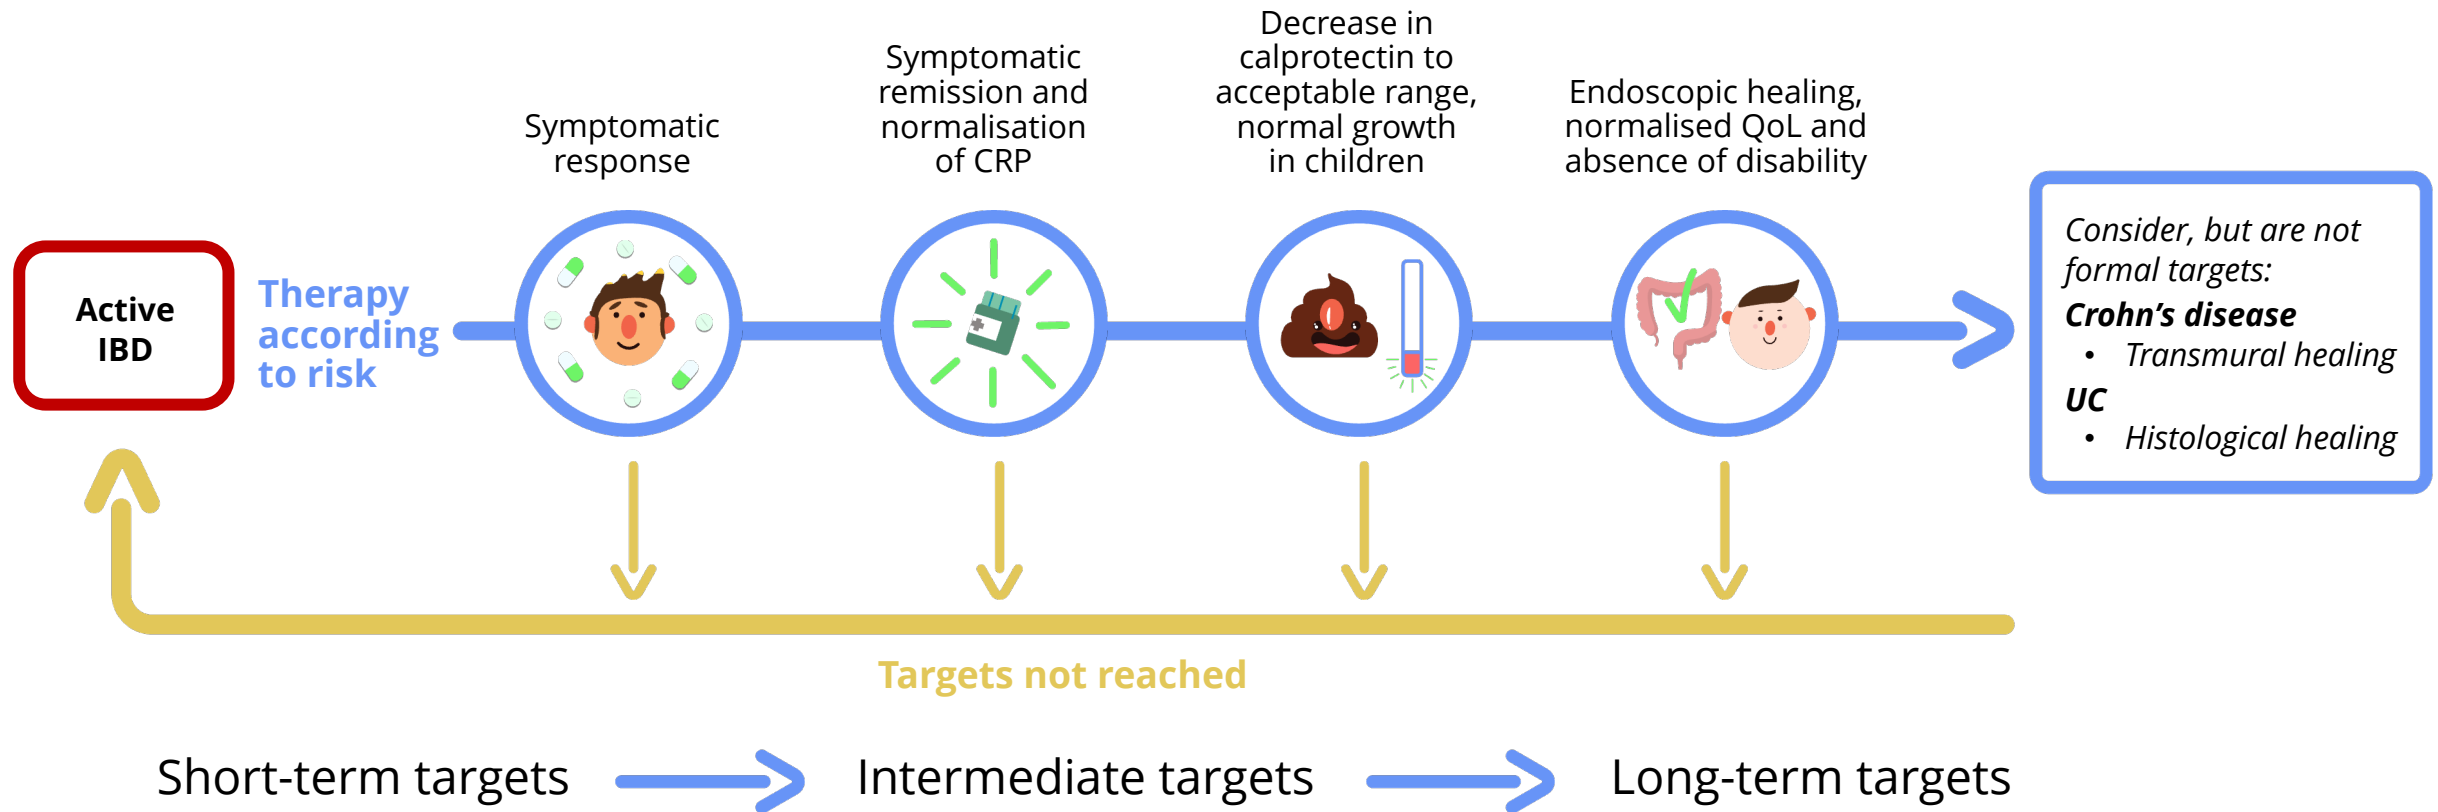 Active
IBD
Therapy
according
to risk
Symptomatic
response
Symptomatic
remission and
normalisation
of CRP
Decrease in
calprotectin to
acceptable range,
normal growth
in children
Endoscopic healing,
normalised QoL and
absence of disability
Consider, but are not
formal targets:
Crohn’s disease
• Transmural healing
UC
• Histological healing
Targets not reached
Short-term targets
Intermediate targets
Long-term targets